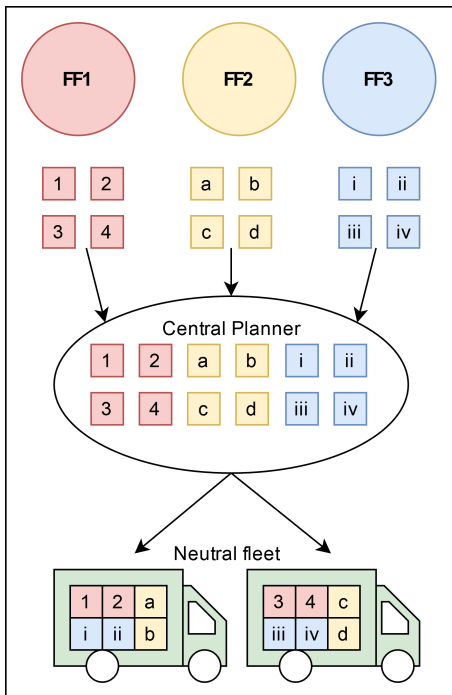 FF1 FF2 FF3
1 2 a b i ii
3 4 c d iii iv
Central Planner
1 2 a b i ii
3 4 c d iii iv
Neutral fleet
1 2 a 3 4 c
i ii b iii iv d